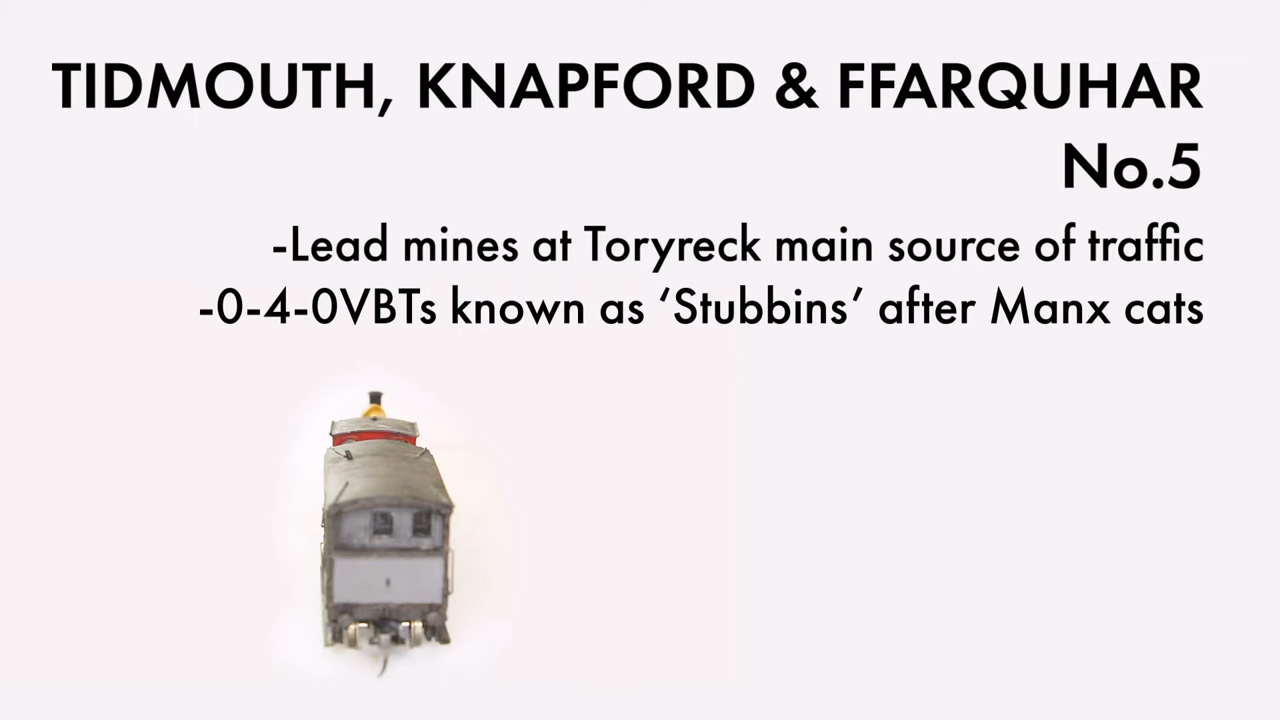 TIDMOUTH, KNAPFORD & FFARQUHAR
No.5
-Lead mines at Toryreck main source of traffic
-0-4-0VBTs known as ‘Stubbins’ after Manx cats